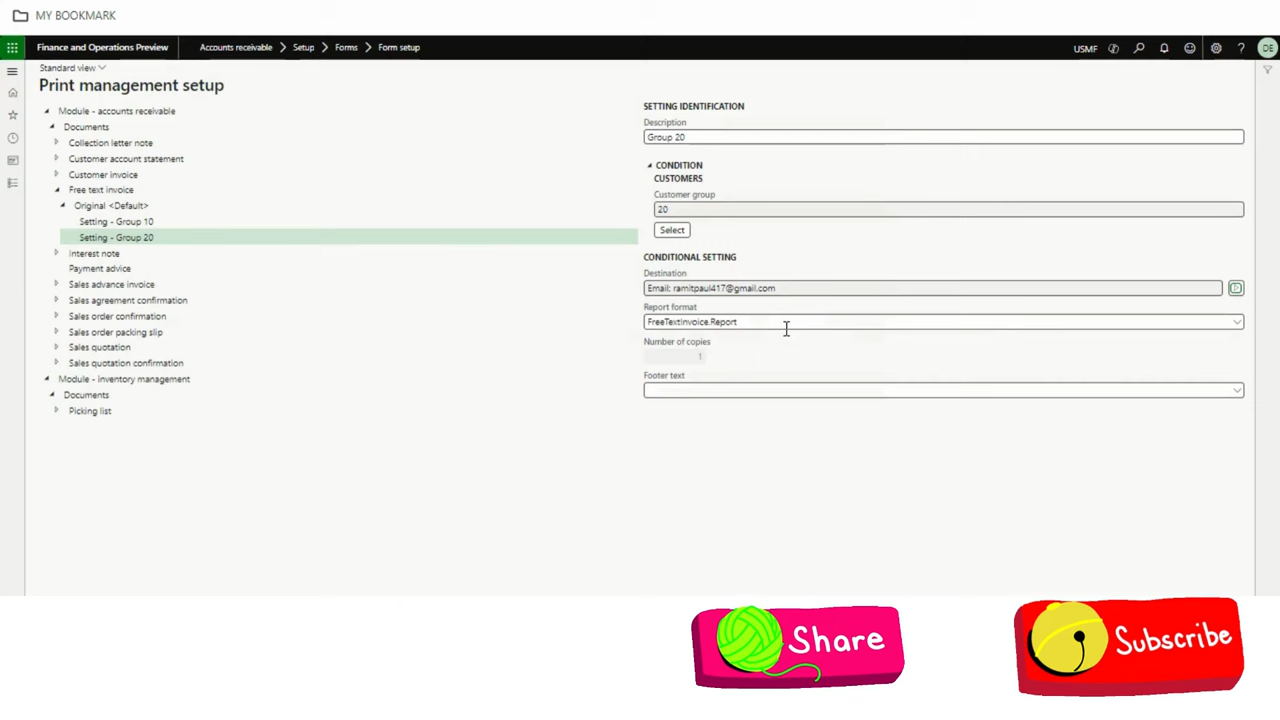 MY BOOKMARK
Finance and Operations Preview
Accounts receivable
Setup
Forms
Form setup
USMF
?
DE
Standard view
Print management setup
Module - accounts receivable
Documents
Collection letter note
Customer account statement
Customer invoice
Free text invoice
Original <Default>
Setting - Group 10
Setting - Group 20
Interest note
Payment advice
Sales advance invoice
Sales agreement confirmation
Sales order confirmation
Sales order packing slip
Sales quotation
Sales quotation confirmation
Module - inventory management
Documents
Picking list
SETTING IDENTIFICATION
Description
Group 20
CONDITION
CUSTOMERS
Customer group
20
Select
CONDITIONAL SETTING
Destination
Email: ramitpaul417@gmail.com
Report format
FreeTextInvoice.Report
Number of copies
1
Footer text
Share
Subscribe